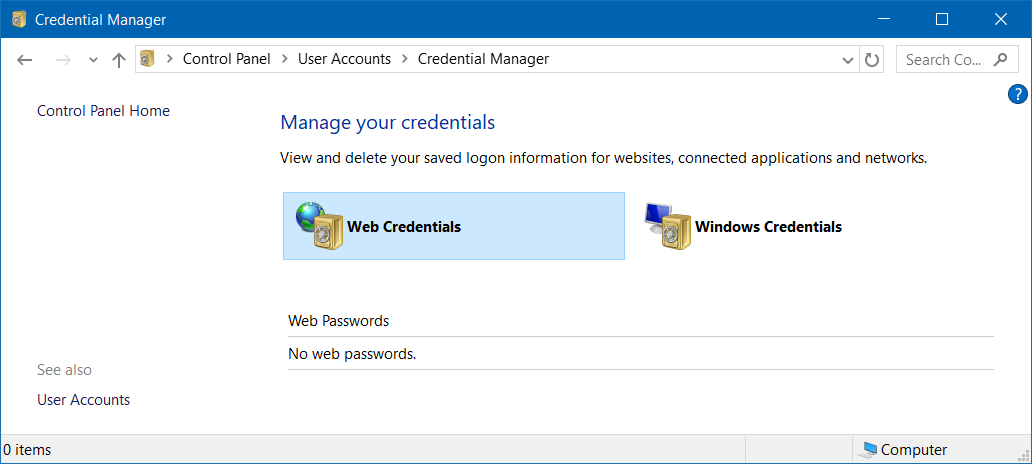 Credential Manager
Control Panel > User Accounts > Credential Manager
Search Co...
?
Control Panel Home
Manage your credentials
View and delete your saved logon information for websites, connected applications and networks.
Web Credentials
Windows Credentials
Web Passwords
No web passwords.
See also
User Accounts
0 items
Computer